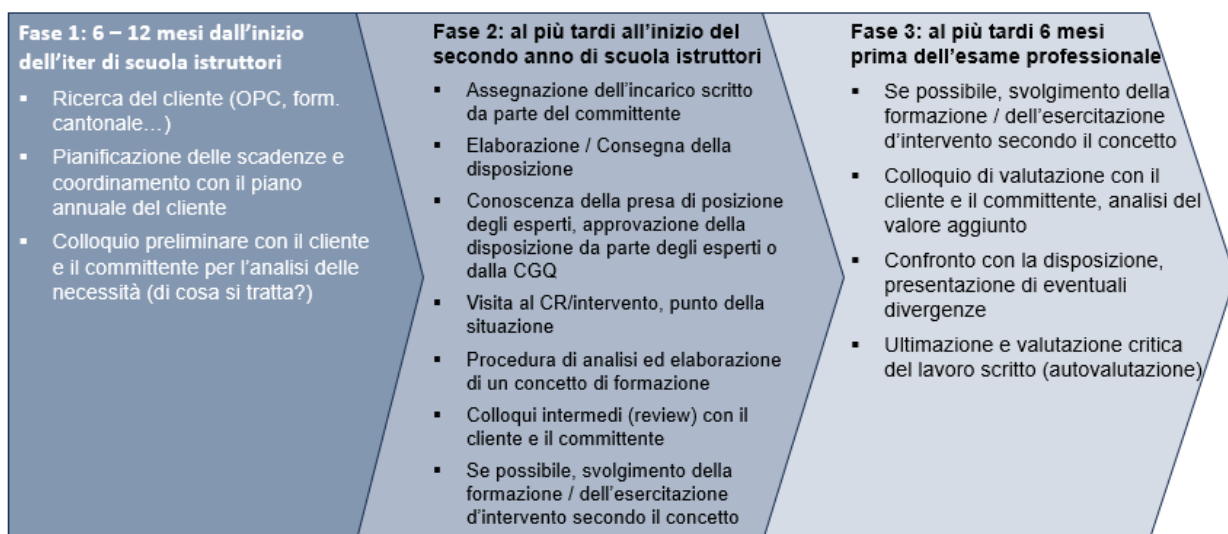 Fase 1: 6 – 12 mesi dall'inizio
dell'iter di scuola istruttori
▪ Ricerca del cliente (OPC, form.
cantonale…)
▪ Pianificazione delle scadenze e
coordinamento con il piano
annuale del cliente
▪ Colloquio preliminare con il cliente
e il committente per l'analisi delle
necessità (di cosa si tratta?)
Fase 2: al più tardi all'inizio del
secondo anno di scuola istruttori
▪ Assegnazione dell'incarico scritto
da parte del committente
▪ Elaborazione / Consegna della
disposizione
▪ Conoscenza della presa di posizione
degli esperti, approvazione della
disposizione da parte degli esperti o
dalla CGQ
▪ Visita al CR/intervento, punto della
situazione
▪ Procedura di analisi ed elaborazione
di un concetto di formazione
▪ Colloqui intermedi (review) con il
cliente e il committente
▪ Se possibile, svolgimento della
formazione / dell'esercitazione
d'intervento secondo il concetto
Fase 3: al più tardi 6 mesi
prima dell'esame professionale
▪ Se possibile, svolgimento della
formazione / dell'esercitazione
d'intervento secondo il concetto
▪ Colloquio di valutazione con il
cliente e il committente, analisi del
valore aggiunto
▪ Confronto con la disposizione,
presentazione di eventuali
divergenze
▪ Ultimazione e valutazione critica
del lavoro scritto (autovalutazione)